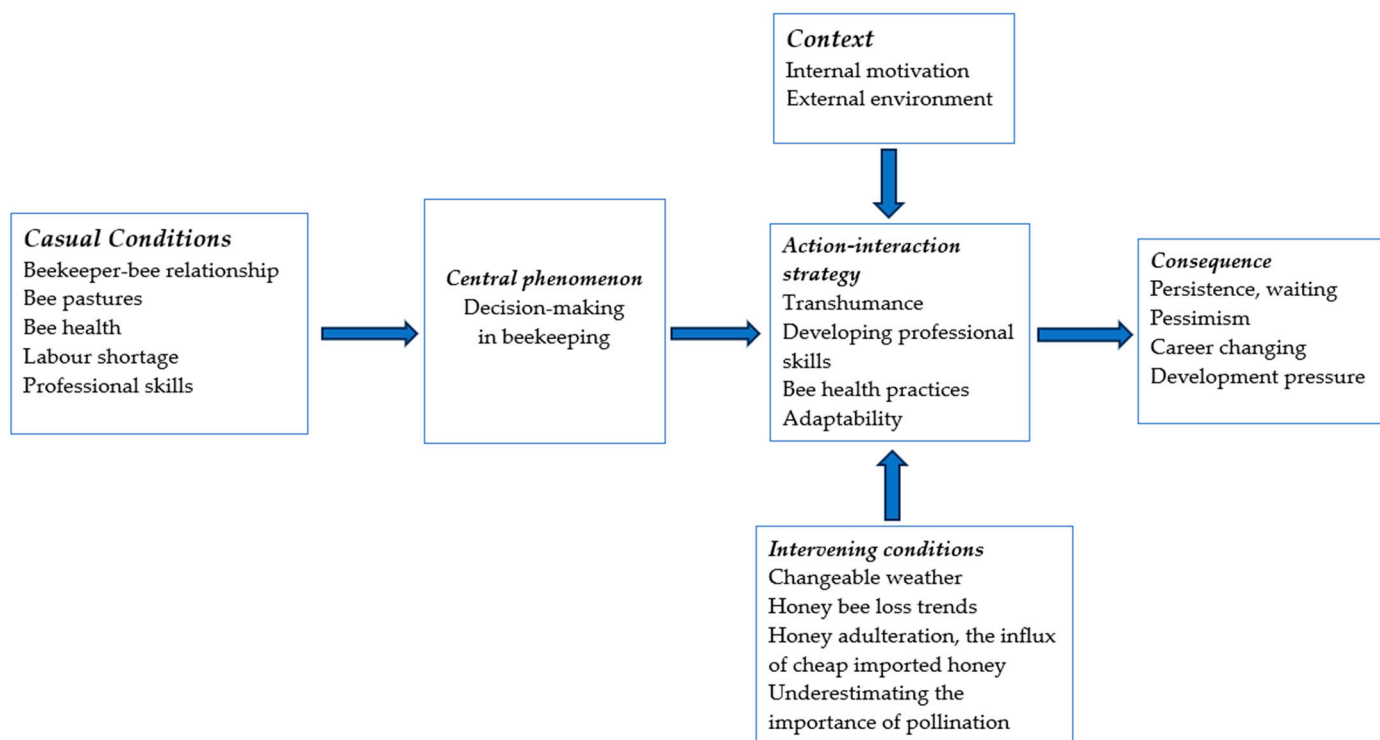 Context
Internal motivation
External environment
Casual Conditions
Beekeeper-bee relationship
Bee pastures
Bee health
Labour shortage
Professional skills
Central phenomenon
Decision-making
in beekeeping
Action-interaction
strategy
Transhumance
Developing professional
skills
Bee health practices
Adaptability
Consequence
Persistence, waiting
Pessimism
Career changing
Development pressure
Intervening conditions
Changeable weather
Honey bee loss trends
Honey adulteration, the influx
of cheap imported honey
Underestimating the
importance of pollination